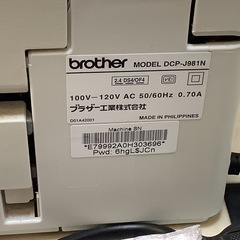 brother MODEL DCP-J981N
2.4 DS4/OF4
100V–120V AC 50/60Hz 0.70A
ブラザー工業株式会社
D01A42001
MADE IN PHILIPPINES
Machine SN
*E79992A0H303696*
Pwd: 6hgL$JCn